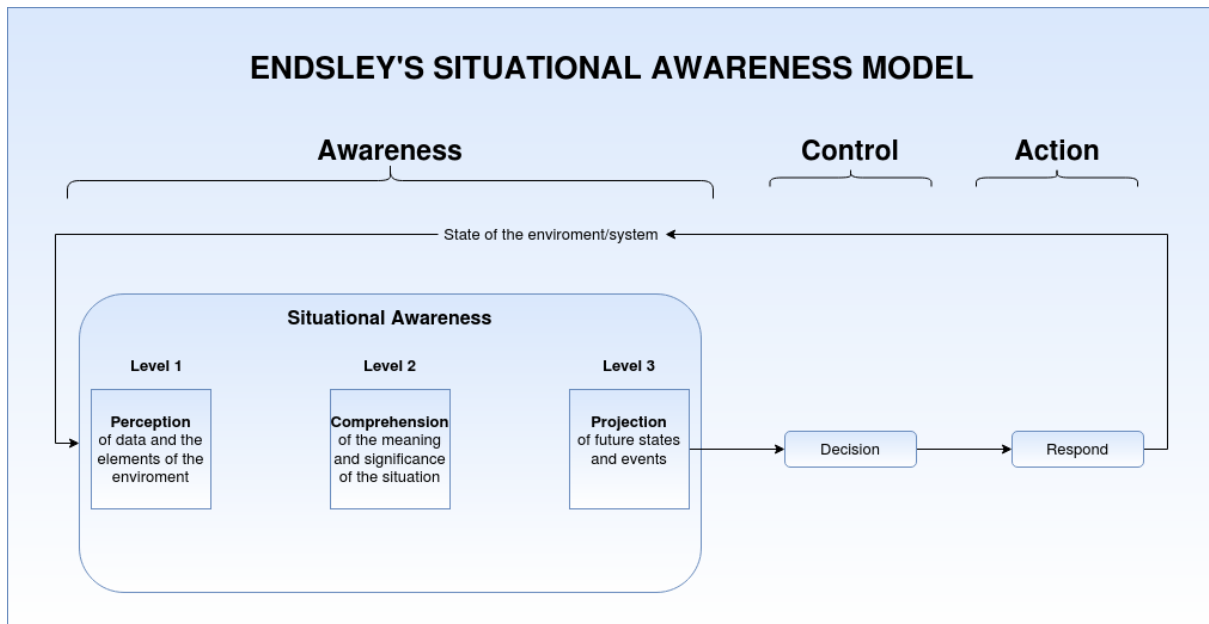 ENDSLEY'S SITUATIONAL AWARENESS MODEL
Awareness
Control
Action
State of the enviroment/system
Situational Awareness
Level 1
Level 2
Level 3
Perception
of data and the
elements of the
enviroment
Comprehension
of the meaning
and significance
of the situation
Projection
of future states
and events
Decision
Respond